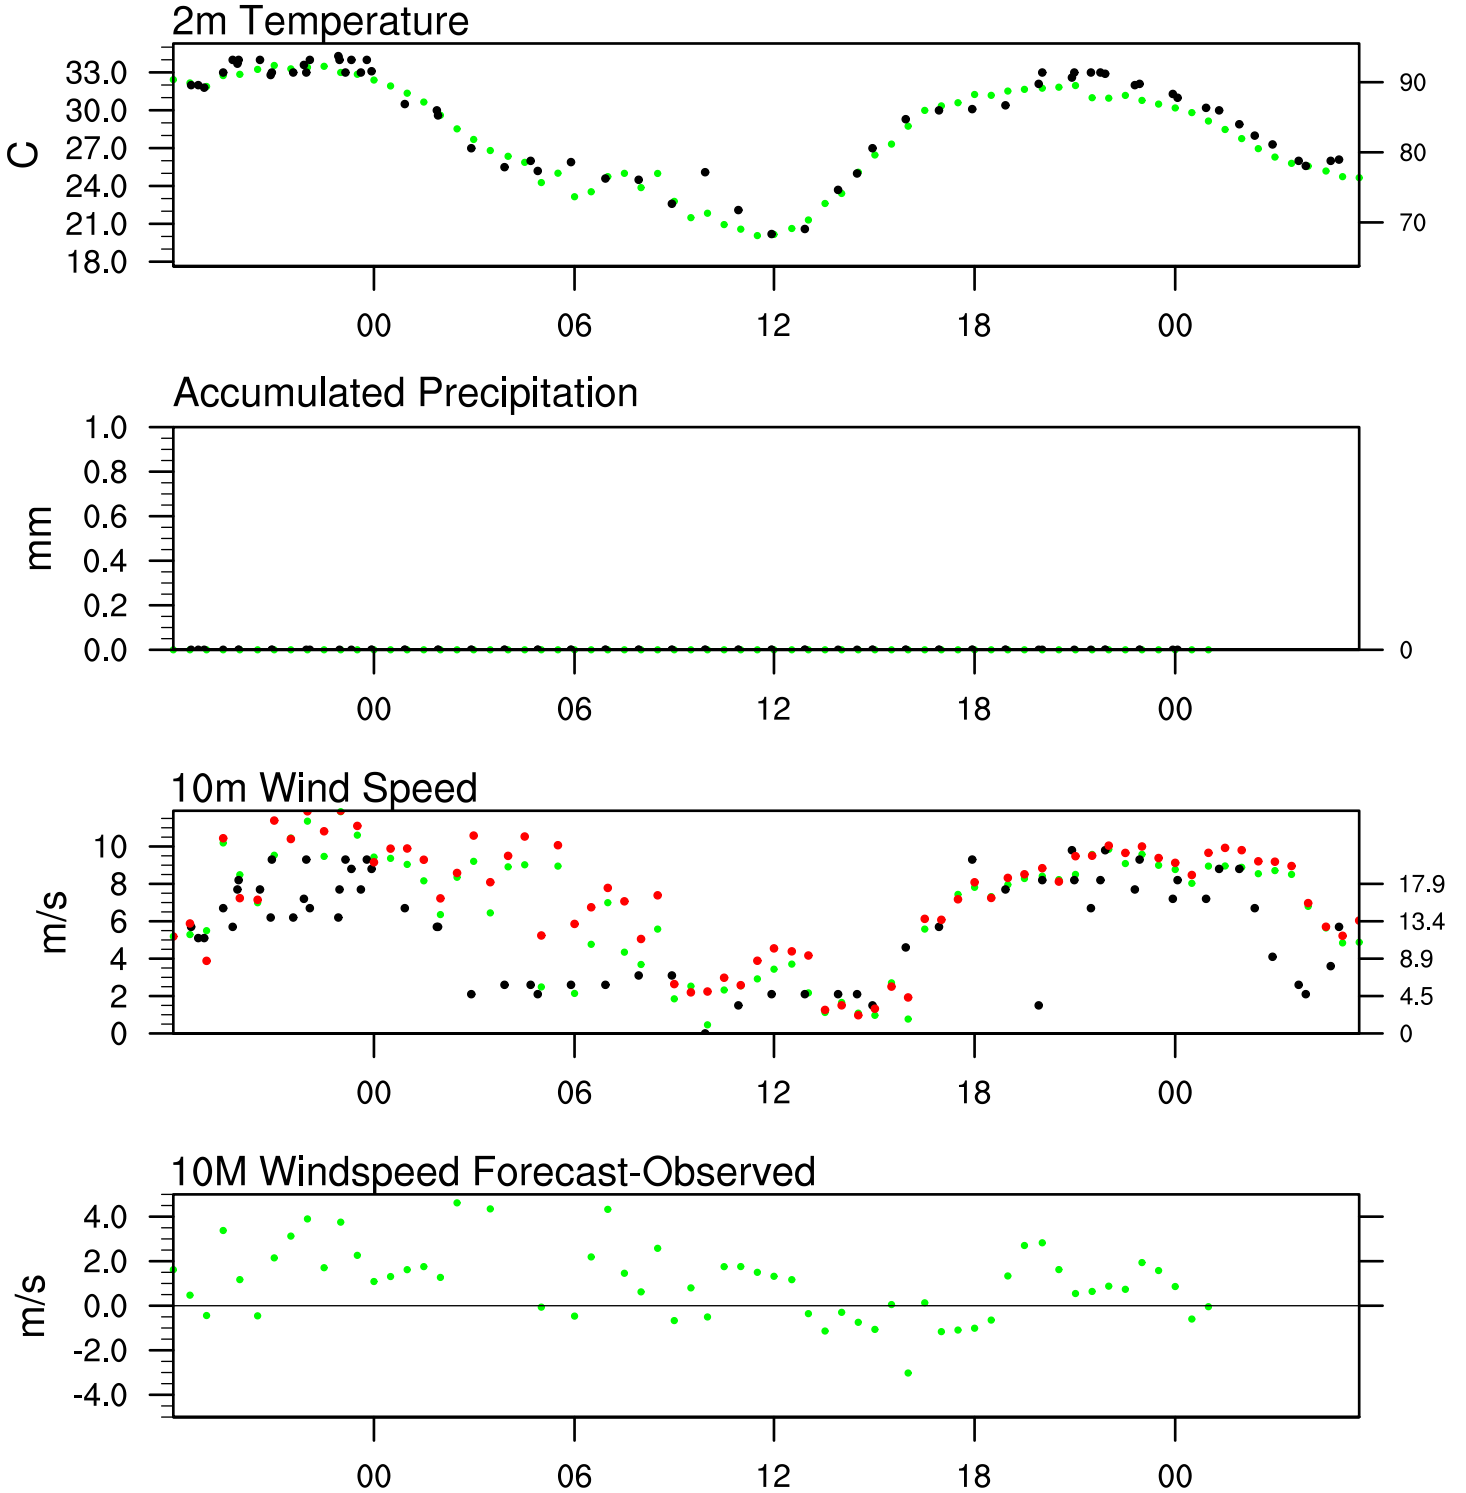 2m Temperature
C
33.0
30.0
27.0
24.0
21.0
18.0
90
80
70
00 06 12 18 00
Accumulated Precipitation
mm
1.0
0.8
0.6
0.4
0.2
0.0
0
00 06 12 18 00
10m Wind Speed
m/s
10
8
6
4
2
0
17.9
13.4
8.9
4.5
0
00 06 12 18 00
10M Windspeed Forecast-Observed
m/s
4.0
2.0
0.0
-2.0
-4.0
00 06 12 18 00